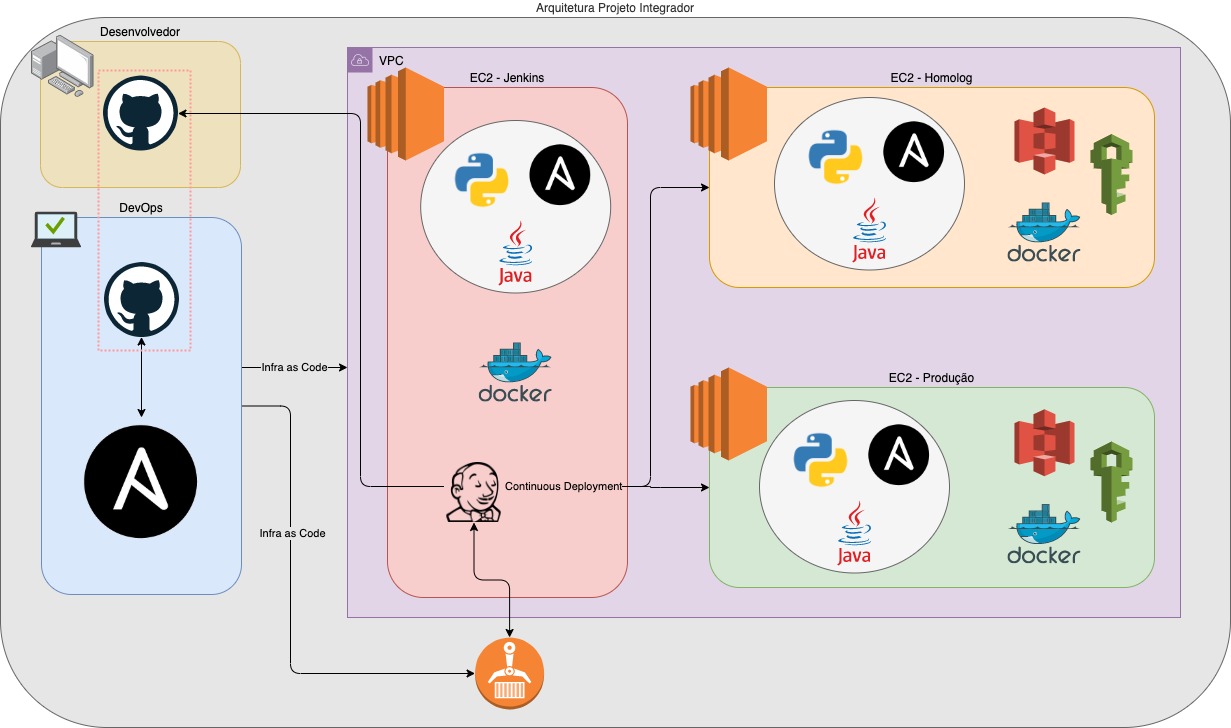 Arquitetura Projeto Integrador
Desenvolvedor
VPC
EC2 - Jenkins
EC2 - Homolog
Java
Java
docker
DevOps
Infra as Code
docker
EC2 - Produção
Continuous Deployment
Java
docker
Infra as Code